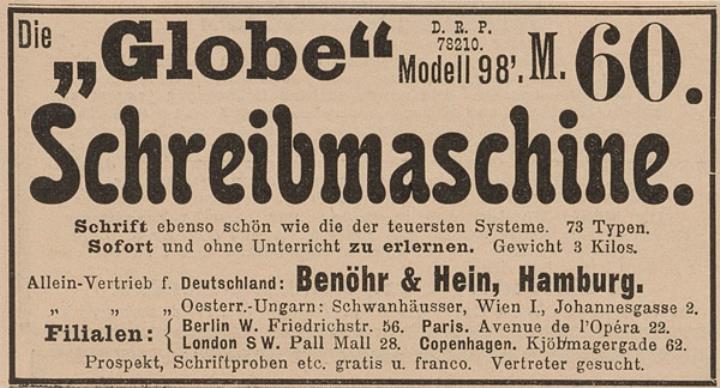 Die „Globe“ D. R. P. 78210. Modell 98'. M. 60.
Schreibmaschine.
Schrift ebenso schön wie die der teuersten Systeme. 73 Typen.
Sofort und ohne Unterricht zu erlernen. Gewicht 3 Kilos.
Allein-Vertrieb f. Deutschland: Benöhr & Hein, Hamburg.
„ „ „ Oesterr.-Ungarn: Schwanhäusser, Wien I., Johannesgasse 2.
Filialen: { Berlin W. Friedrichstr. 56. Paris. Avenue de l'Opéra 22.
London SW. Pall Mall 28. Copenhagen. Kjöbmagergade 62.
Prospekt, Schriftproben etc. gratis u. franco. Vertreter gesucht.